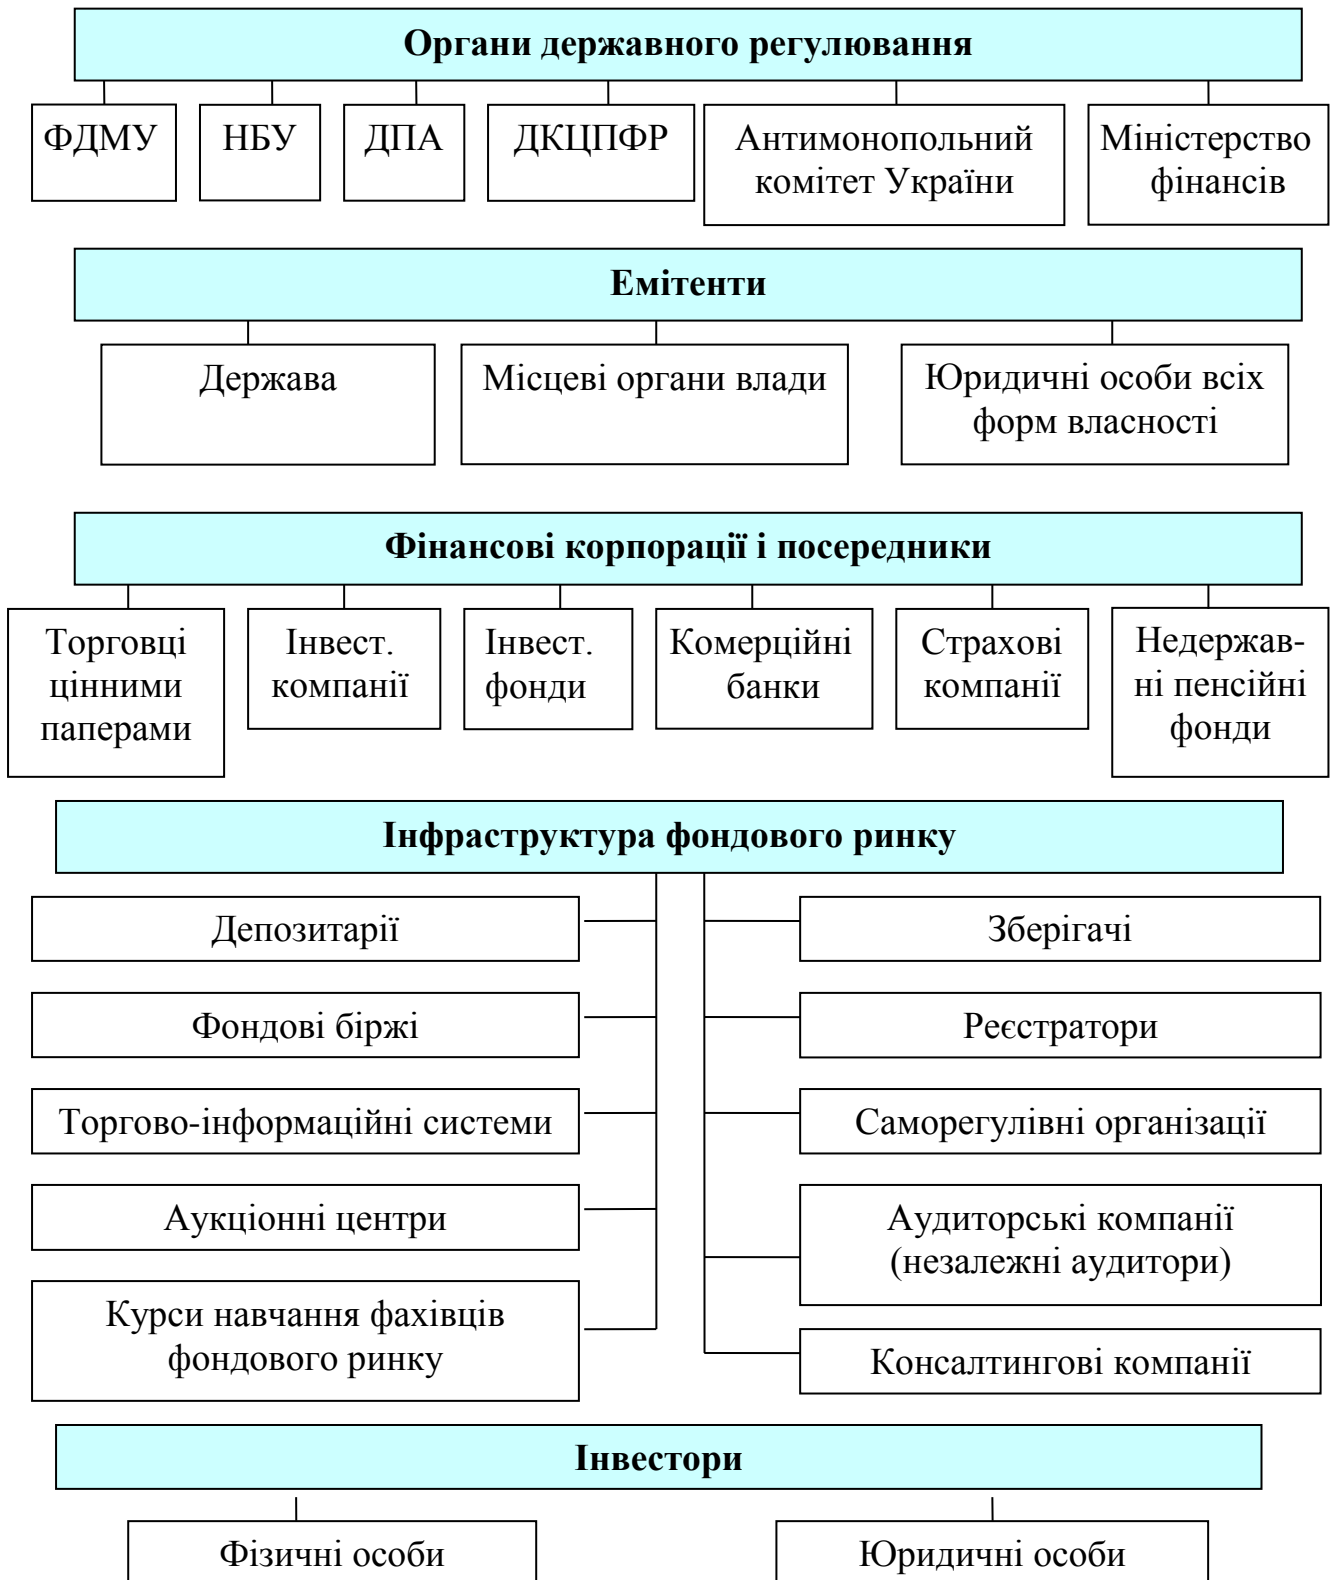 Органи державного регулювання
ФДМУ
НБУ
ДПА
ДКЦПФР
Антимонопольний
комітет України
Міністерство
фінансів
Емітенти
Держава
Місцеві органи влади
Юридичні особи всіх
форм власності
Фінансові корпорації і посередники
Торговці
цінними
паперами
Інвест.
компанії
Інвест.
фонди
Комерційні
банки
Страхові
компанії
Недержав-
ні пенсійні
фонди
Інфраструктура фондового ринку
Депозитарії
Зберігачі
Фондові біржі
Реєстратори
Торгово-інформаційні системи
Саморегулівні організації
Аукціонні центри
Аудиторські компанії
(незалежні аудитори)
Курси навчання фахівців
фондового ринку
Консалтингові компанії
Інвестори
Фізичні особи
Юридичні особи